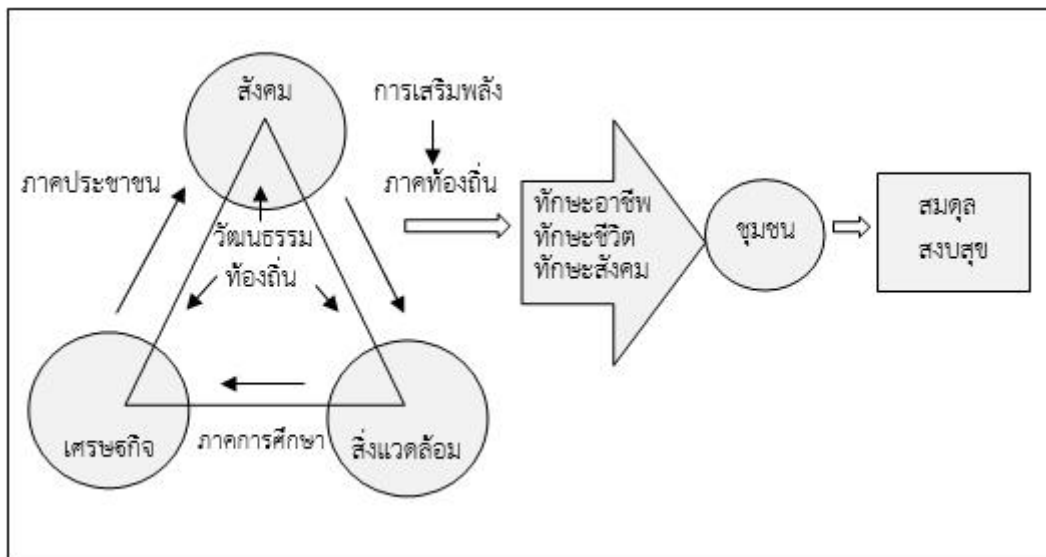 สังคม
การเสริมพลัง
ภาคประชาชน
ภาคท้องถิ่น
วัฒนธรรม
ท้องถิ่น
ทักษะอาชีพ
ทักษะชีวิต
ทักษะสังคม
ชุมชน
สมดุล
สงบสุข
เศรษฐกิจ
ภาคการศึกษา
สิ่งแวดล้อม